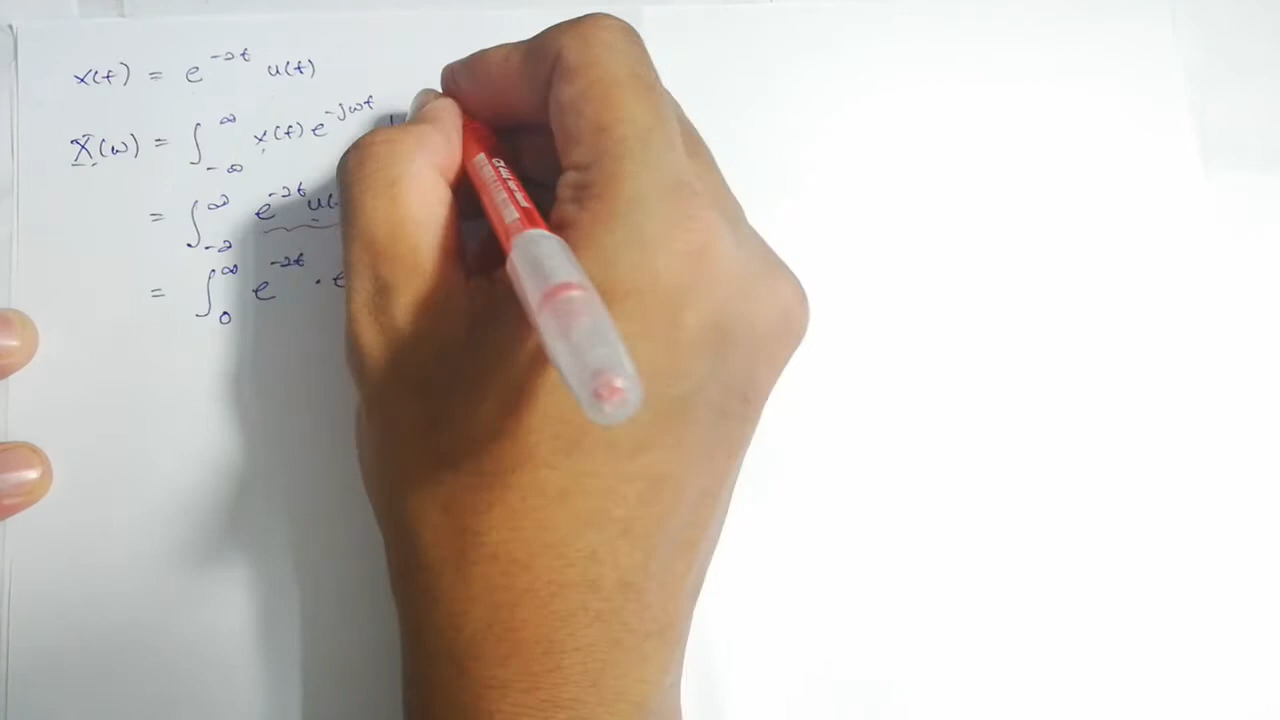 x(t) = e^{-2t} u(t)
X(ω) = ∫_{-∞}^{∞} x(t) e^{-jωt}
= ∫_{-∞}^{∞} e^{-2t} u(
= ∫_{0}^{∞} e^{-2t} ·